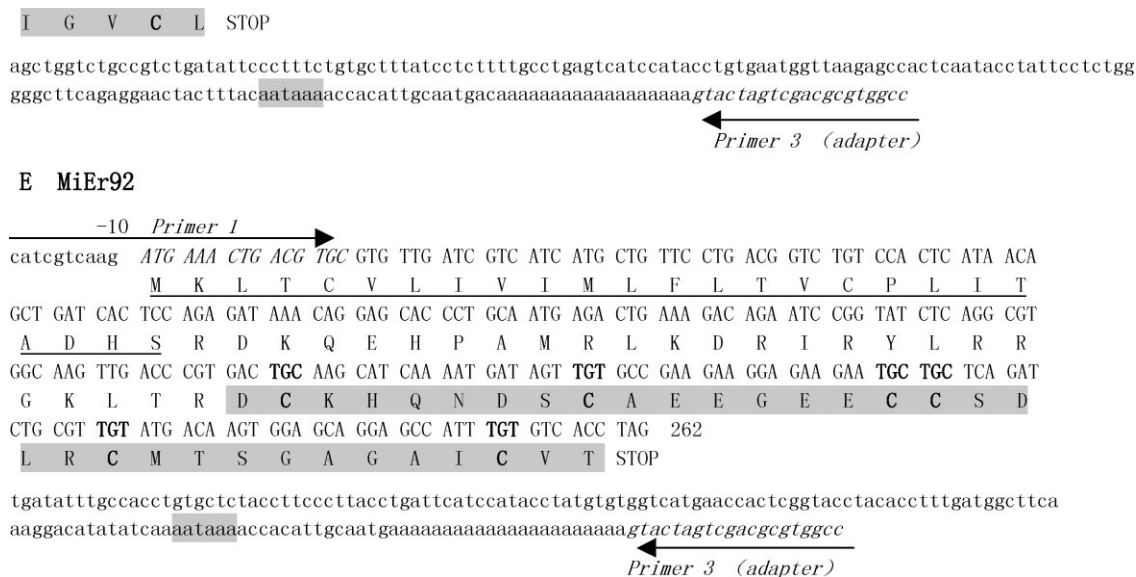 I G V C L STOP
agctggtctgccgtctgatattcccctttctgtgctttatcctcttttgcctgagtcatccatacctgtgaatggttaagagccactcaatacctattcctctggg
gggcttcagaggaactactttacaataaaaccacattgcaatgacaaaaaaaaaaaaaaaaaaagtactagtcgacgcgtggcc
Primer 3 (adapter)
E MiEr92
-10 Primer 1
catcgtcaag ATG AAA CTG ACG TGC GTG TTG ATC GTC ATC ATG CTG TTC CTG ACG GTC TGT CCA CTC ATA ACA
M K L T C V L I V I M L F L T V C P L I T
GCT GAT CAC TCC AGA GAT AAA CAG GAG CAC CCT GCA ATG AGA CTG AAA GAC AGA ATC CGG TAT CTC AGG CGT
A D H S R D K Q E H P A M R L K D R I R Y L R R
GGC AAG TTG ACC CGT GAC TGC AAG CAT CAA AAT GAT AGT TGT GCC GAA GAA GGA GAA GAA TGC TGC TCA GAT
G K L T R D C K H Q N D S C A E E G E E C C S D
CTG CGT TGT ATG ACA AGT GGA GCA GGA GCC ATT TGT GTC ACC TAG 262
L R C M T S G A G A I C V T STOP
tgatatttgccacctgtgctctaccttcccttacctgattcatccatacctatgtgtggtcatgaaccactcggtacctacacctttgatggcttca
aaggacatatatcaaaataaaaccacattgcaatgaaaaaaaaaaaaaaaaaaaaaagtactagtcgacgcgtggcc
Primer 3 (adapter)